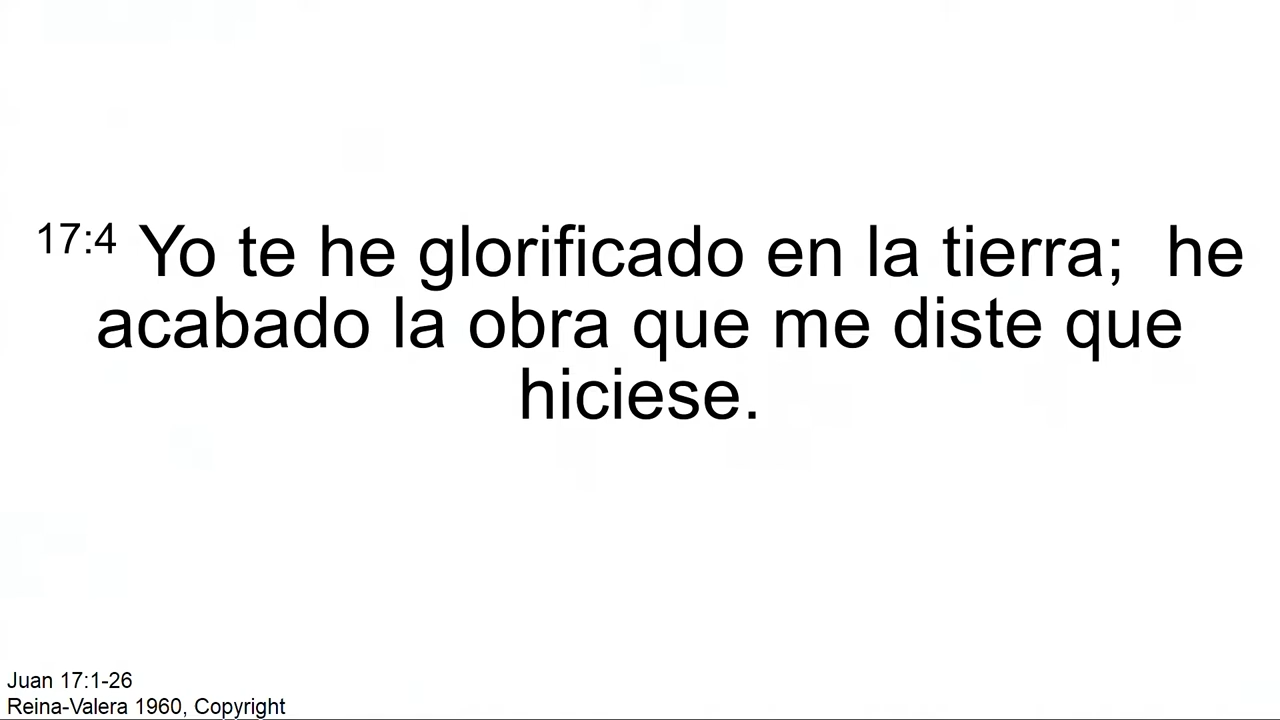 17:4 Yo te he glorificado en la tierra;  he
acabado la obra que me diste que
hiciese.
Juan 17:1-26
Reina-Valera 1960, Copyright